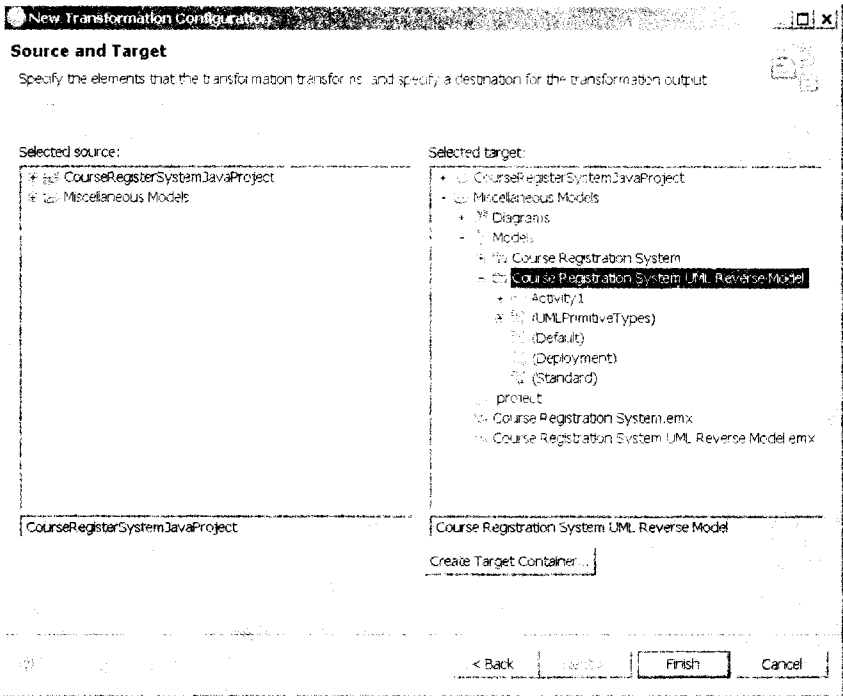 New Transformation Configuration
Source and Target
Specify the elements that the transformation transforms, and specify a destination for the transformation output
Selected source:
CourseRegisterSystemJavaProject
Miscellaneous Models
CourseRegisterSystemJavaProject
Selected target:
CourseRegisterSystemJavaProject
Miscellaneous Models
Diagrams
Models
Course Registration System
Course Registration System UML Reverse Model
Activity1
(UMLPrimitiveTypes)
(Default)
(Deployment)
(Standard)
.project
Course Registration System.emx
Course Registration System UML Reverse Model.emx
Course Registration System UML Reverse Model
Create Target Container...
< Back
Finish
Cancel